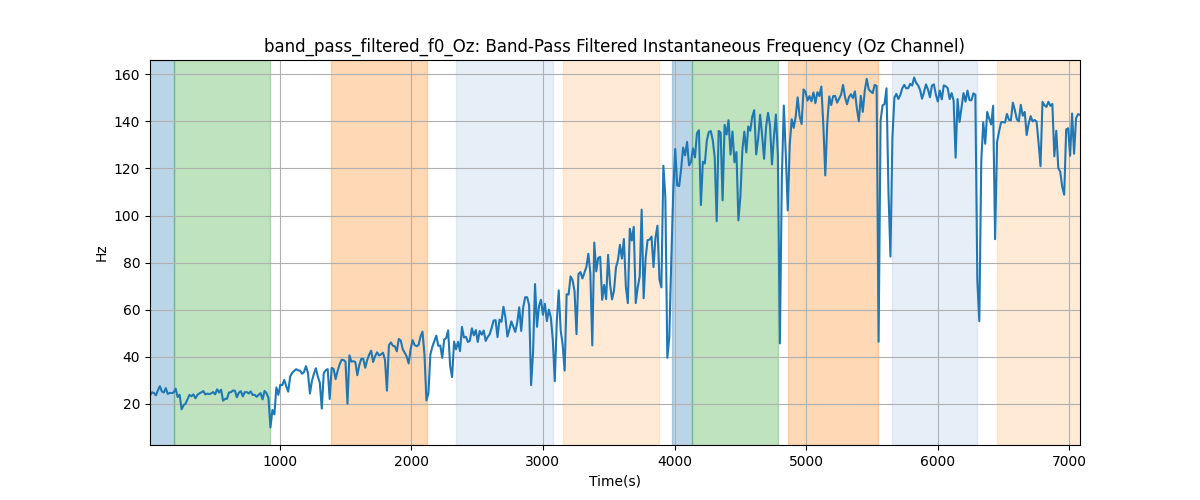 band_pass_filtered_f0_Oz: Band-Pass Filtered Instantaneous Frequency (Oz Channel)
160
140
120
100
80
60
40
20
Hz
1000 2000 3000 4000 5000 6000 7000
Time(s)